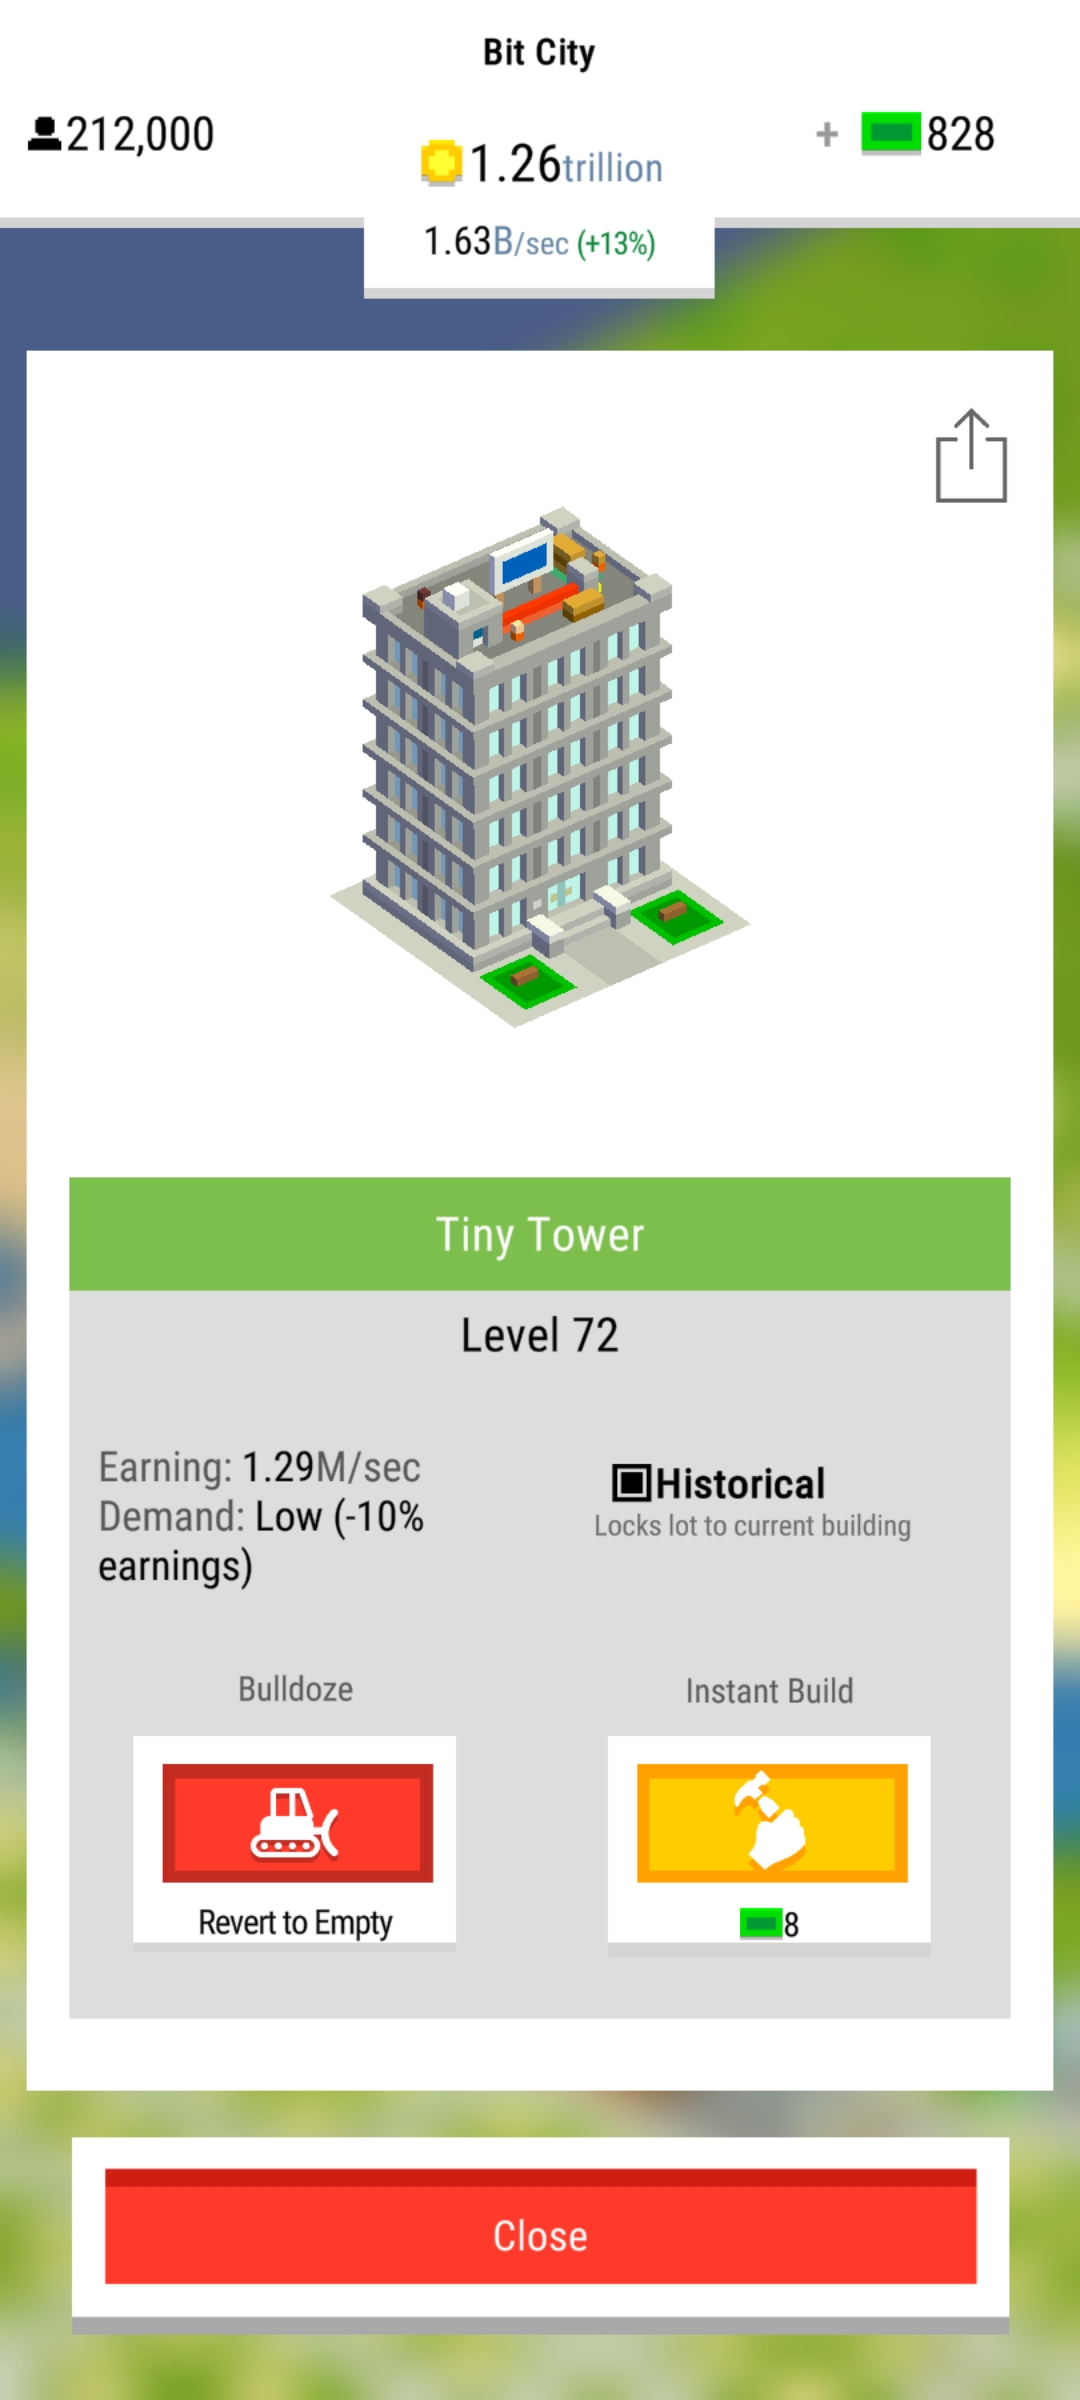 Bit City
212,000
1.26trillion
+ 828
1.63B/sec (+13%)
Tiny Tower
Level 72
Earning: 1.29M/sec
Demand: Low (-10%
earnings)
Historical
Locks lot to current building
Bulldoze
Instant Build
Revert to Empty
8
Close